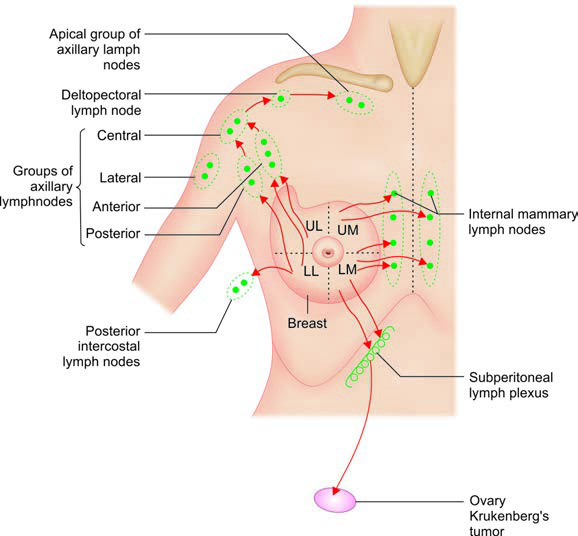 Apical group of
axillary lamph
nodes
Deltopectoral
lymph node
Central
Groups of
axillary
lymphnodes
Lateral
Anterior
Posterior
UL
UM
LL
LM
Internal mammary
lymph nodes
Breast
Posterior
intercostal
lymph nodes
Subperitoneal
lymph plexus
Ovary
Krukenberg's
tumor